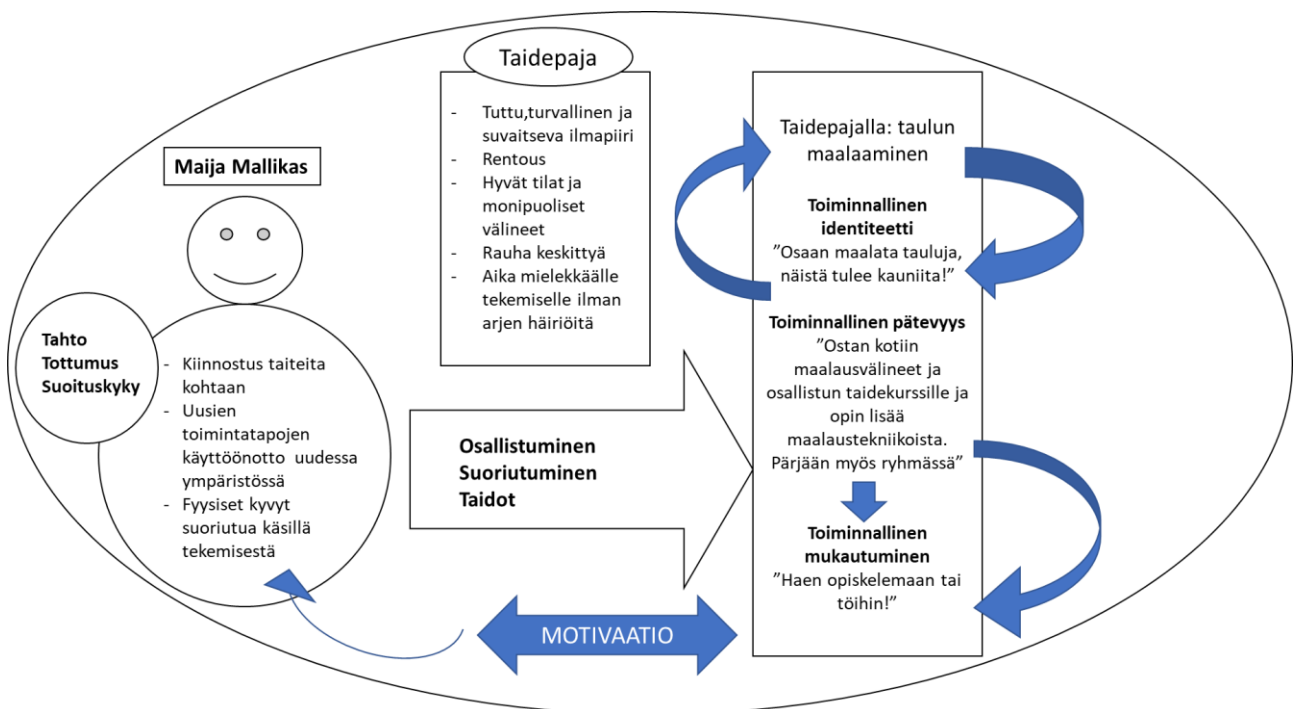 Maija Mallikas
Tahto
Tottumus
Suoituskyky
- Kiinnostus taiteita
kohtaan
- Uusien
toimintatapojen
käyttöönotto uudessa
ympäristössä
- Fyysiset kyvyt
suoriutua käsillä
tekemisestä
Taidepaja
- Tuttu,turvallinen ja
suvaitseva ilmapiiri
- Rentous
- Hyvät tilat ja
monipuoliset
välineet
- Rauha keskittyä
- Aika mielekkäälle
tekemiselle ilman
arjen häiriöitä
Osallistuminen
Suoriutuminen
Taidot
MOTIVAATIO
Taidepajalla: taulun
maalaaminen
Toiminnallinen
identiteetti
”Osaan maalata tauluja,
näistä tulee kauniita!”
Toiminnallinen pätevyys
”Ostan kotiin
maalausvälineet ja
osallistun taidekurssille ja
opin lisää
maalaustekniikoista.
Pärjään myös ryhmässä”
Toiminnallinen
mukautuminen
”Haen opiskelemaan tai
töihin!”